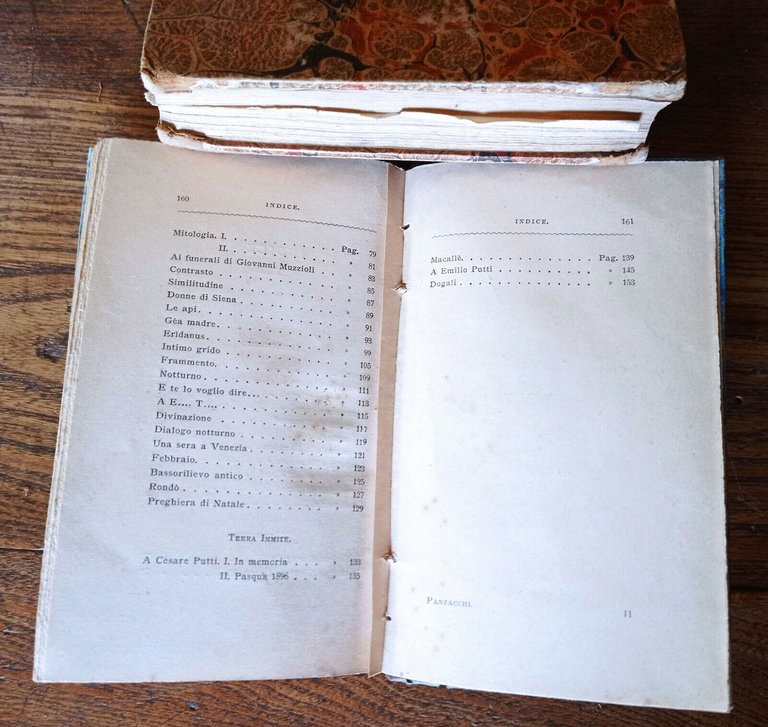 160 INDICE.
Mitologia. I. . . . . . . . . Pag. 79
II. . . . . . . . . » 81
Ai funerali di Giovanni Muzzioli . . . » 83
Contrasto . . . . . . . . . » 85
Similitudine . . . . . . . . » 87
Donne di Siena . . . . . . . » 89
Le api. . . . . . . . . . » 91
Gèa madre. . . . . . . . . » 93
Eridanus . . . . . . . . . » 99
Intimo grido . . . . . . . . » 105
Frammento. . . . . . . . . » 109
Notturno . . . . . . . . . » 111
E te lo voglio dire... . . . . . . » 113
A E.... T.... . . . . . . . . » 115
Divinazione . . . . . . . . » 117
Dialogo notturno . . . . . . . » 119
Una sera a Venezia . . . . . . » 121
Febbraio. . . . . . . . . . » 123
Bassorilievo antico . . . . . . » 125
Rondò . . . . . . . . . . » 127
Preghiera di Natale. . . . . . . » 129
TERRA IMMITE.
A Cesare Putti. I. In memoria . . . . » 133
II. Pasqua 1896 . . . . » 135
INDICE. 161
Macallè. . . . . . . . . . Pag. 139
A Emilio Putti . . . . . . . » 145
Dogali . . . . . . . . . . » 153
PANZACCHI. 11